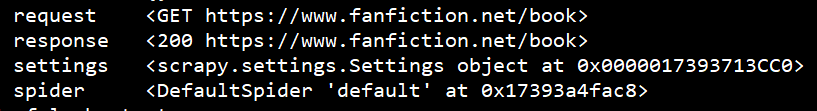 request    <GET https://www.fanfiction.net/book>
response   <200 https://www.fanfiction.net/book>
settings   <scrapy.settings.Settings object at 0x0000017393713CC0>
spider     <DefaultSpider 'default' at 0x17393a4fac8>